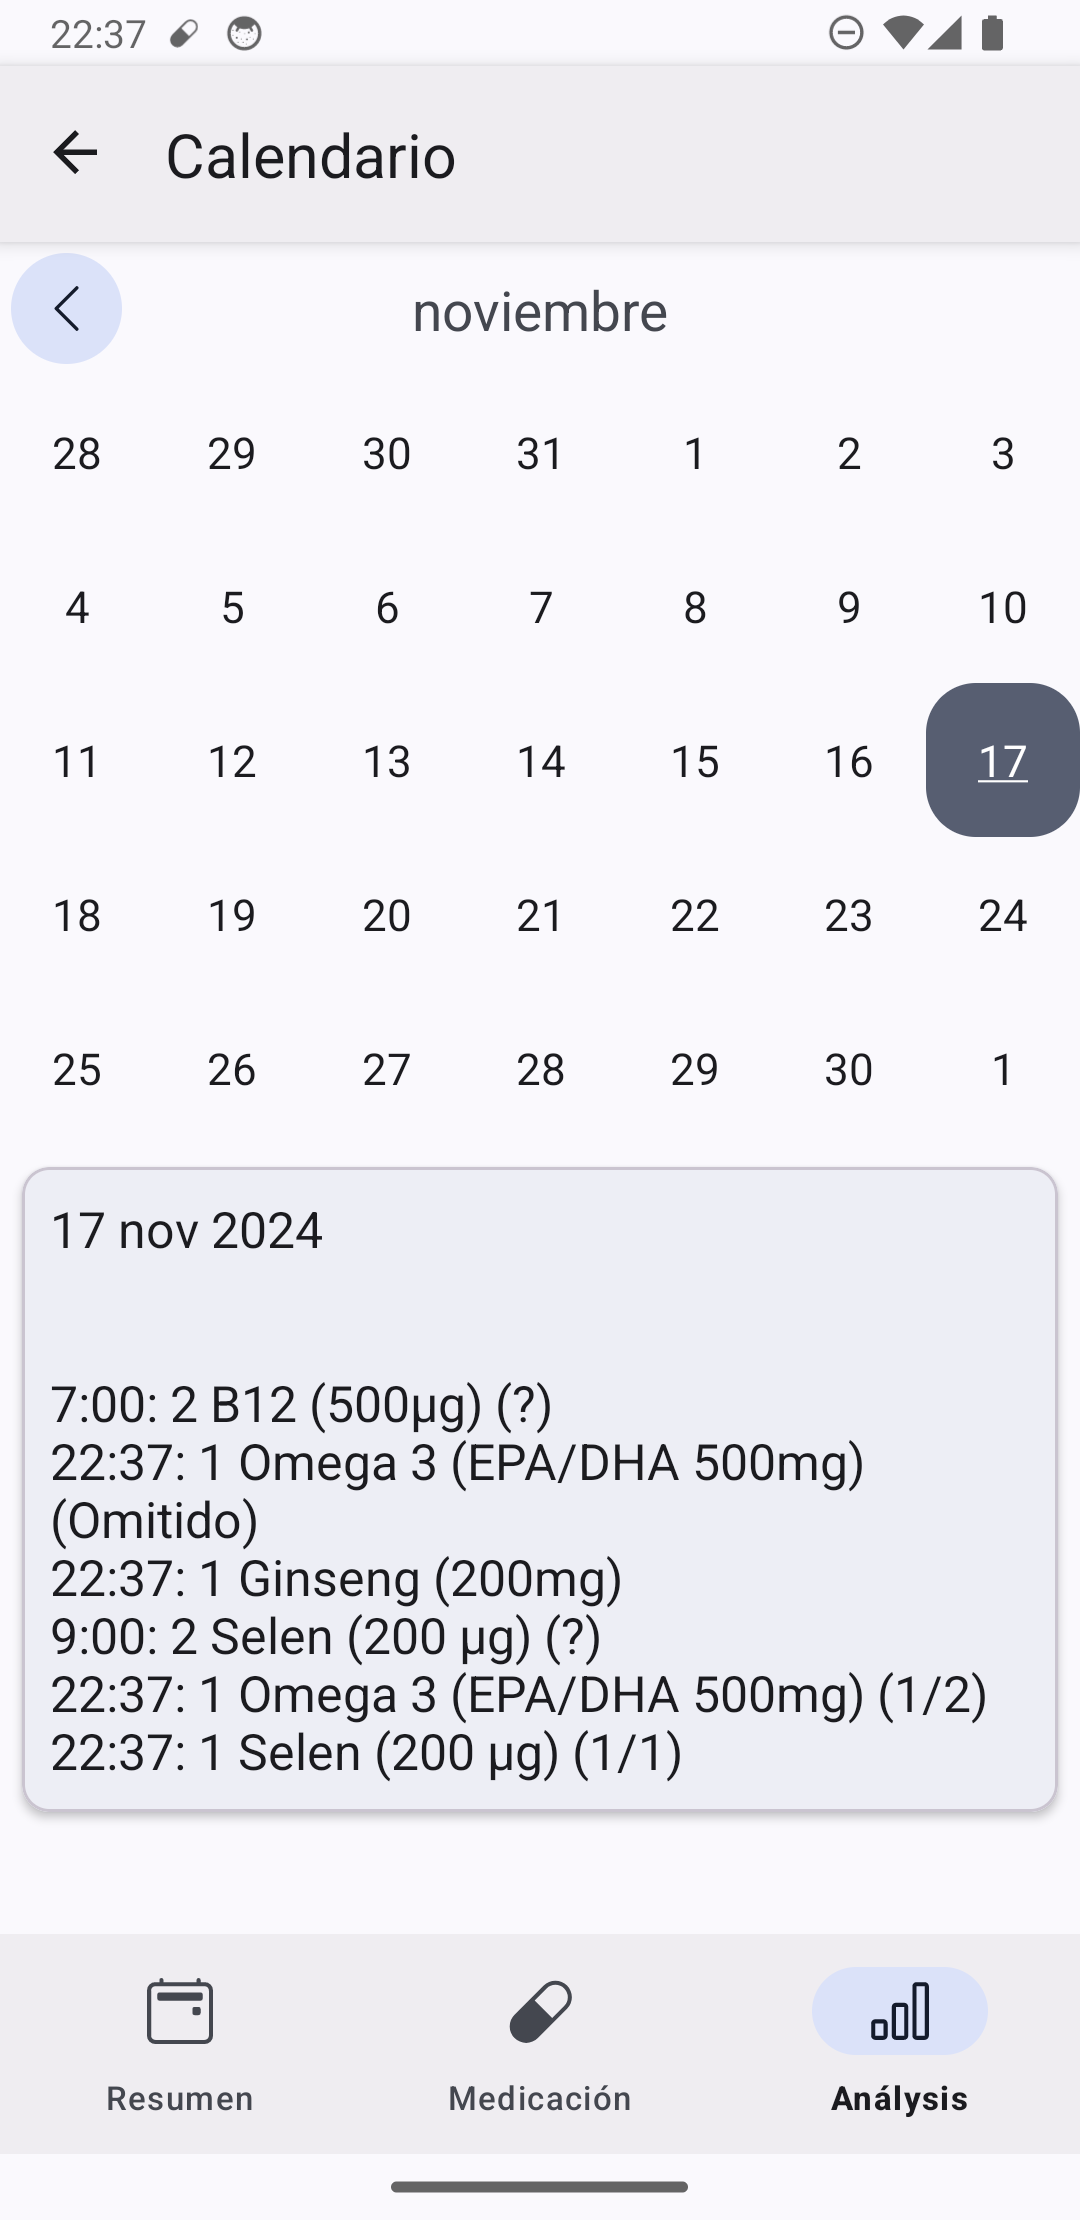 22:37
Calendario
noviembre
28 29 30 31 1 2 3
4 5 6 7 8 9 10
11 12 13 14 15 16 17
18 19 20 21 22 23 24
25 26 27 28 29 30 1
17 nov 2024
7:00: 2 B12 (500µg) (?)
22:37: 1 Omega 3 (EPA/DHA 500mg)
(Omitido)
22:37: 1 Ginseng (200mg)
9:00: 2 Selen (200 µg) (?)
22:37: 1 Omega 3 (EPA/DHA 500mg) (1/2)
22:37: 1 Selen (200 µg) (1/1)
Resumen Medicación Análysis